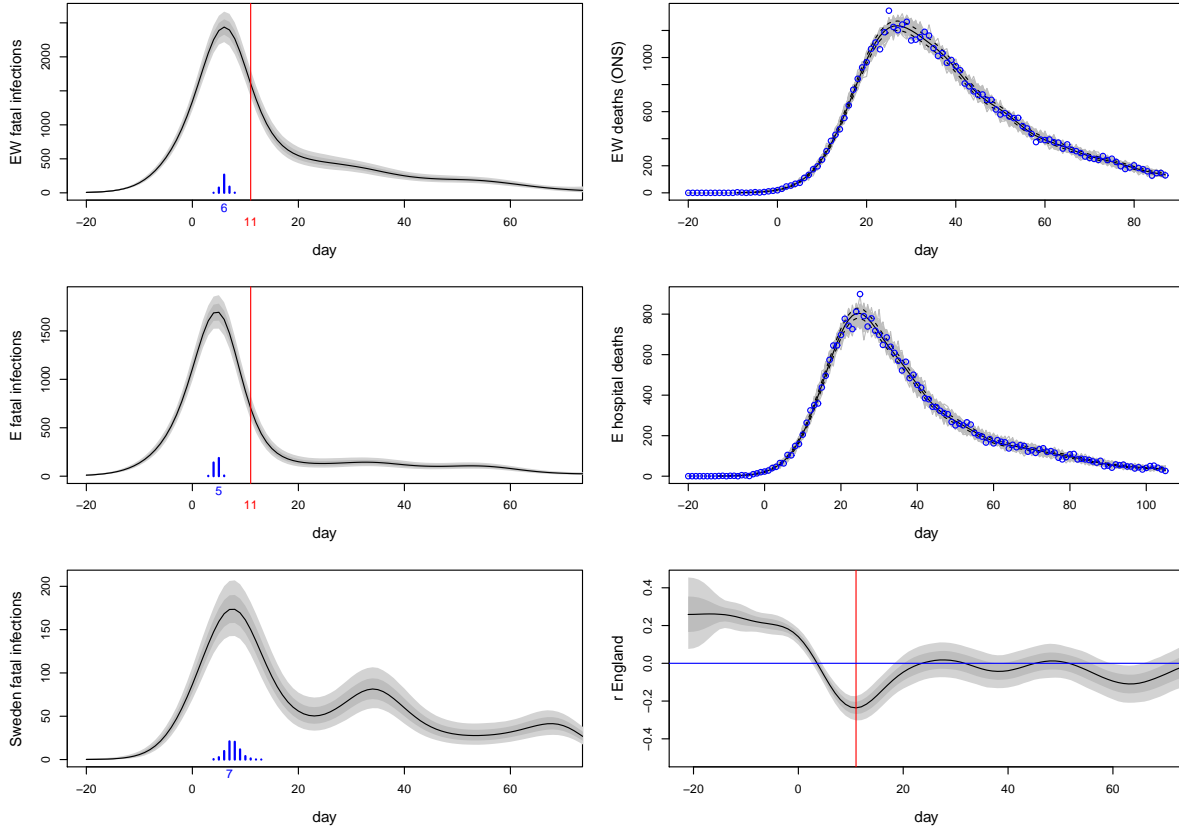 EW fatal infections
0 500 1000 1500 2000
−20 0 20 40 60
6
11
day
EW deaths (ONS)
0 200 600 1000
−20 0 20 40 60 80
day
E fatal infections
0 500 1000 1500
−20 0 20 40 60
5
11
day
E hospital deaths
0 200 400 600 800
−20 0 20 40 60 80 100
day
Sweden fatal infections
0 50 100 150 200
−20 0 20 40 60
7
day
r England
−0.4 0.0 0.2 0.4
−20 0 20 40 60
day